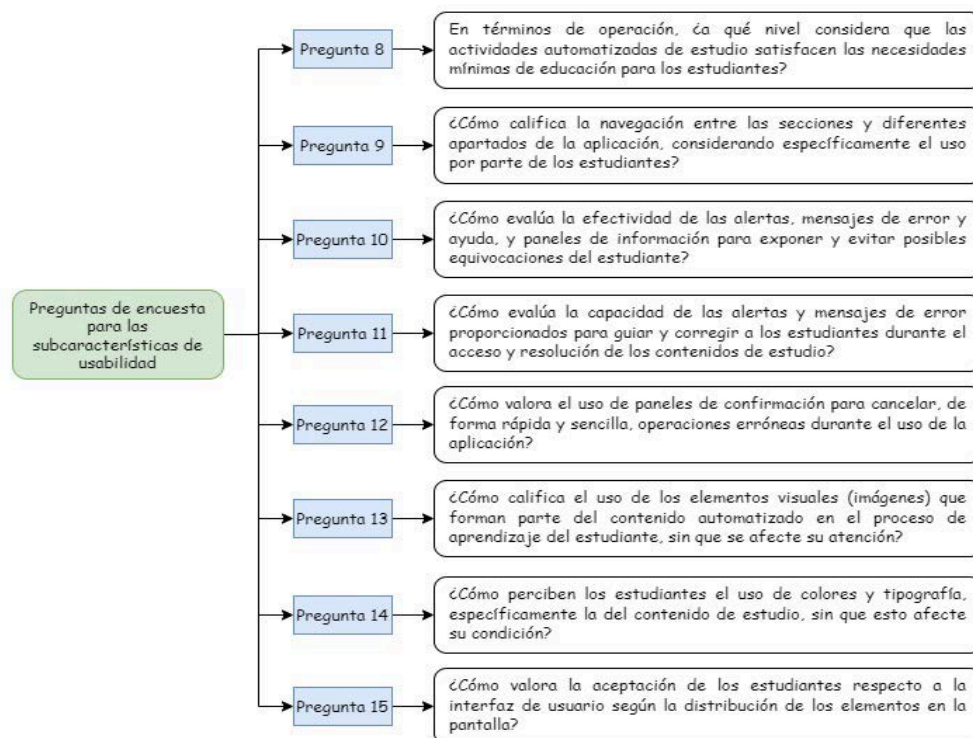 Preguntas de encuesta
para las
subcaracterísticas de
usabilidad
Pregunta 8
En términos de operación, ¿a qué nivel considera que las
actividades automatizadas de estudio satisfacen las necesidades
mínimas de educación para los estudiantes?
Pregunta 9
¿Cómo califica la navegación entre las secciones y diferentes
apartados de la aplicación, considerando específicamente el uso
por parte de los estudiantes?
Pregunta 10
¿Cómo evalúa la efectividad de las alertas, mensajes de error y
ayuda, y paneles de información para exponer y evitar posibles
equivocaciones del estudiante?
Pregunta 11
¿Cómo evalúa la capacidad de las alertas y mensajes de error
proporcionados para guiar y corregir a los estudiantes durante el
acceso y resolución de los contenidos de estudio?
Pregunta 12
¿Cómo valora el uso de paneles de confirmación para cancelar, de
forma rápida y sencilla, operaciones erróneas durante el uso de la
aplicación?
Pregunta 13
¿Cómo califica el uso de los elementos visuales (imágenes) que
forman parte del contenido automatizado en el proceso de
aprendizaje del estudiante, sin que se afecte su atención?
Pregunta 14
¿Cómo perciben los estudiantes el uso de colores y tipografía,
específicamente la del contenido de estudio, sin que esto afecte
su condición?
Pregunta 15
¿Cómo valora la aceptación de los estudiantes respecto a la
interfaz de usuario según la distribución de los elementos en la
pantalla?